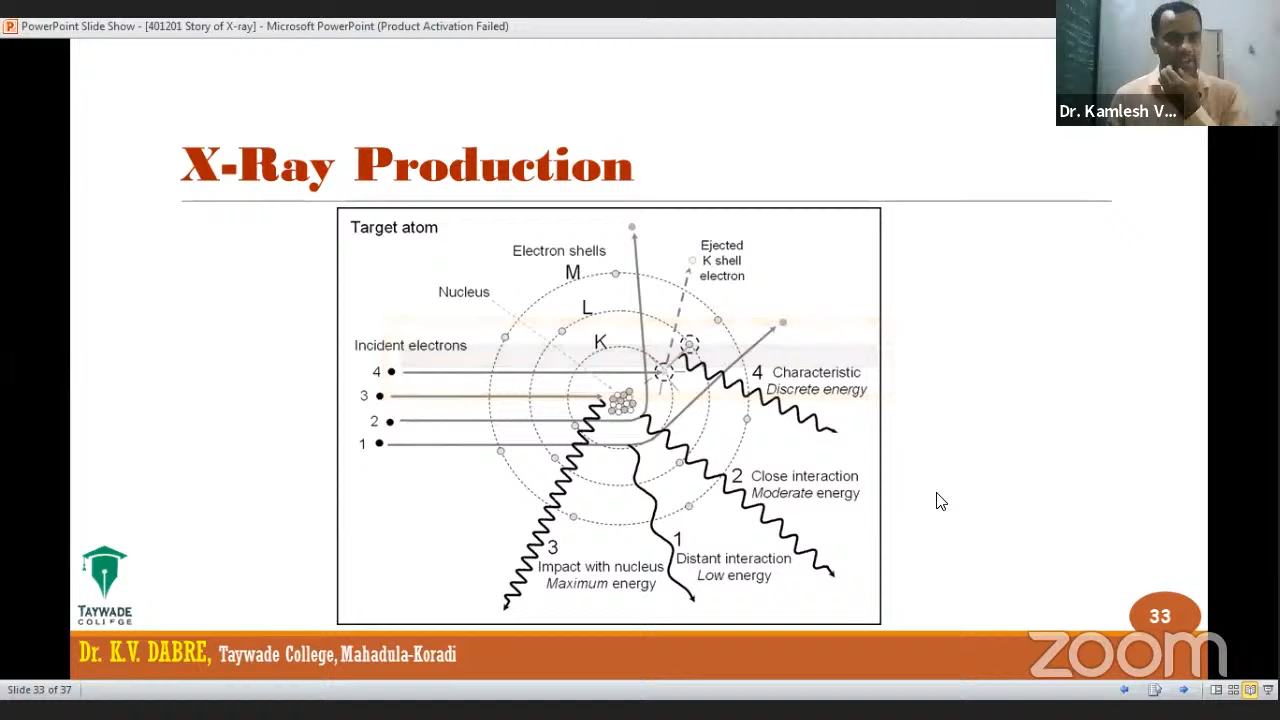 PowerPoint Slide Show - [401201 Story of X-ray] - Microsoft PowerPoint (Product Activation Failed)
Dr. Kamlesh V...
X-Ray Production
Target atom
Electron shells
M
L
K
Nucleus
Ejected
K shell
electron
Incident electrons
4
3
2
1
4 Characteristic
Discrete energy
2 Close interaction
Moderate energy
3
Impact with nucleus
Maximum energy
1
Distant interaction
Low energy
TAYWADE
COLLEGE
33
Dr. K.V. DABRE, Taywade College, Mahadula-Koradi
zoom
Slide 33 of 37